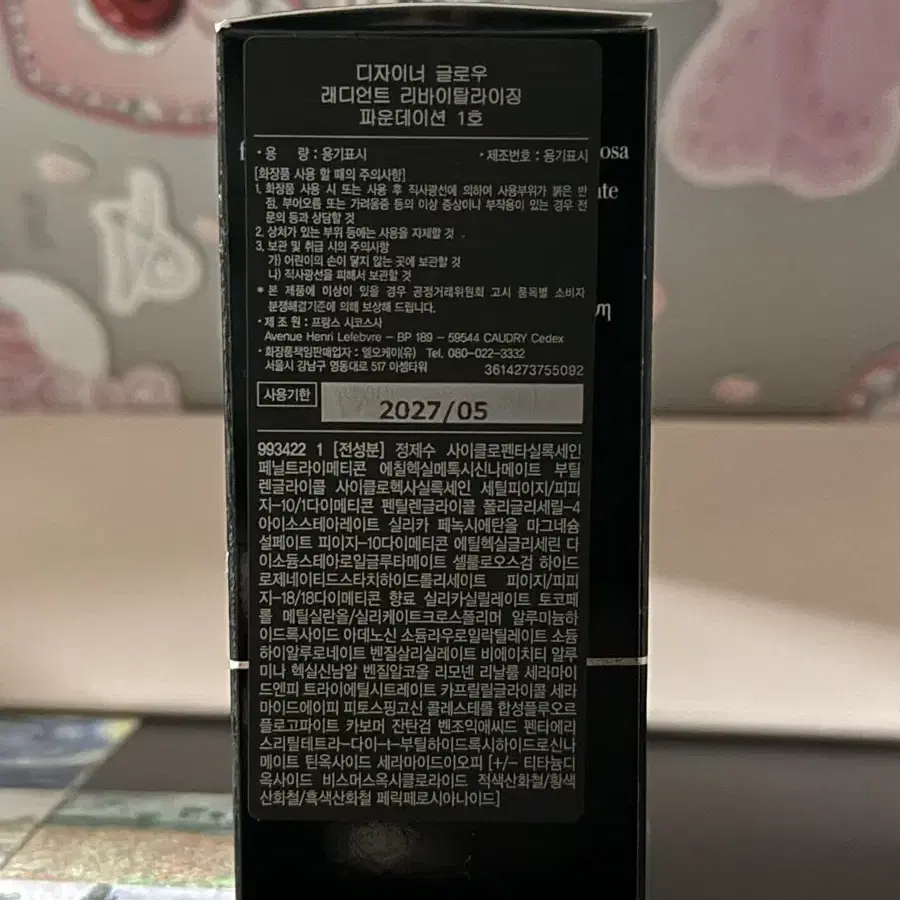 디자이너 글로우
래디언트 리바이탈라이징
파운데이션 1호
• 용 량 : 용기표시 • 제조번호 : 용기표시
[화장품 사용 할 때의 주의사항]
1. 화장품 사용 시 또는 사용 후 직사광선에 의하여 사용부위가 붉은 반
점, 부어오름 또는 가려움증 등의 이상 증상이나 부작용이 있는 경우 전
문의 등과 상담할 것
2. 상처가 있는 부위 등에는 사용을 자제할 것 .
3. 보관 및 취급 시의 주의사항
가) 어린이의 손이 닿지 않는 곳에 보관할 것
나) 직사광선을 피해서 보관할 것
* 본 제품에 이상이 있을 경우 공정거래위원회 고시 품목별 소비자
분쟁해결기준에 의해 보상해 드립니다.
• 제 조 원 : 프랑스 시코스사
Avenue Henri Lefebvre – BP 189 - 59544 CAUDRY Cedex
• 화장품책임판매업자 : 엘오케이(유) Tel. 080-022-3332
서울시 강남구 영동대로 517 아셈타워 3614273755092
사용기한 2027/05
993422 1 [전성분] 정제수 사이클로펜타실록세인
페닐트라이메티콘 에칠헥실메톡시신나메이트 부틸
렌글라이콜 사이클로헥사실록세인 세틸피이지/피피
지-10/1다이메티콘 펜틸렌글라이콜 폴리글리세릴-4
아이소스테아레이트 실리카 페녹시에탄올 마그네슘
설페이트 피이지-10다이메티콘 에틸헥실글리세린 다
이소듐스테아로일글루타메이트 셀룰로오스검 하이드
로제네이티드스타치하이드롤리세이트 피이지/피피
지-18/18다이메티콘 향료 실리카실릴레이트 토코페
롤 메틸실란올/실리케이트크로스폴리머 알루미늄하
이드록사이드 아데노신 소듐라우로일락틸레이트 소듐
하이알루로네이트 벤질살리실레이트 비에이치티 알루
미나 헥실신남알 벤질알코올 리모넨 리날룰 세라마이
드엔피 트라이에틸시트레이트 카프릴릴글라이콜 세라
마이드에이피 피토스핑고신 콜레스테롤 합성플루오르
플로고파이트 카보머 잔탄검 벤조익애씨드 펜타에리
스리틸테트라-다이-t-부틸하이드록시하이드로신나
메이트 틴옥사이드 세라마이드이오피 [+/- 티타늄디
옥사이드 비스머스옥시클로라이드 적색산화철/황색
산화철/흑색산화철 페릭페로시아나이드]